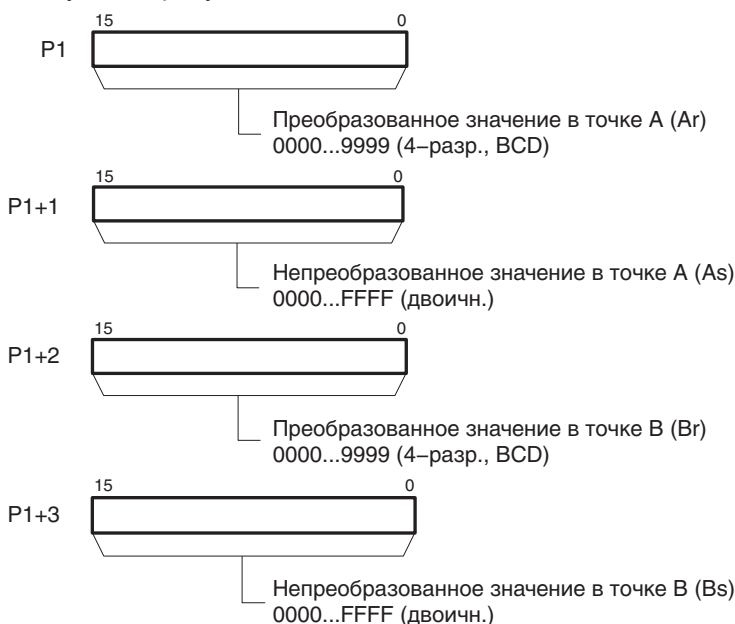 15 0
P1
Преобразованное значение в точке A (Ar)
0000...9999 (4–разр., BCD)
15 0
P1+1
Непреобразованное значение в точке A (As)
0000...FFFF (двоичн.)
15 0
P1+2
Преобразованное значение в точке B (Br)
0000...9999 (4–разр., BCD)
15 0
P1+3
Непреобразованное значение в точке B (Bs)
0000...FFFF (двоичн.)